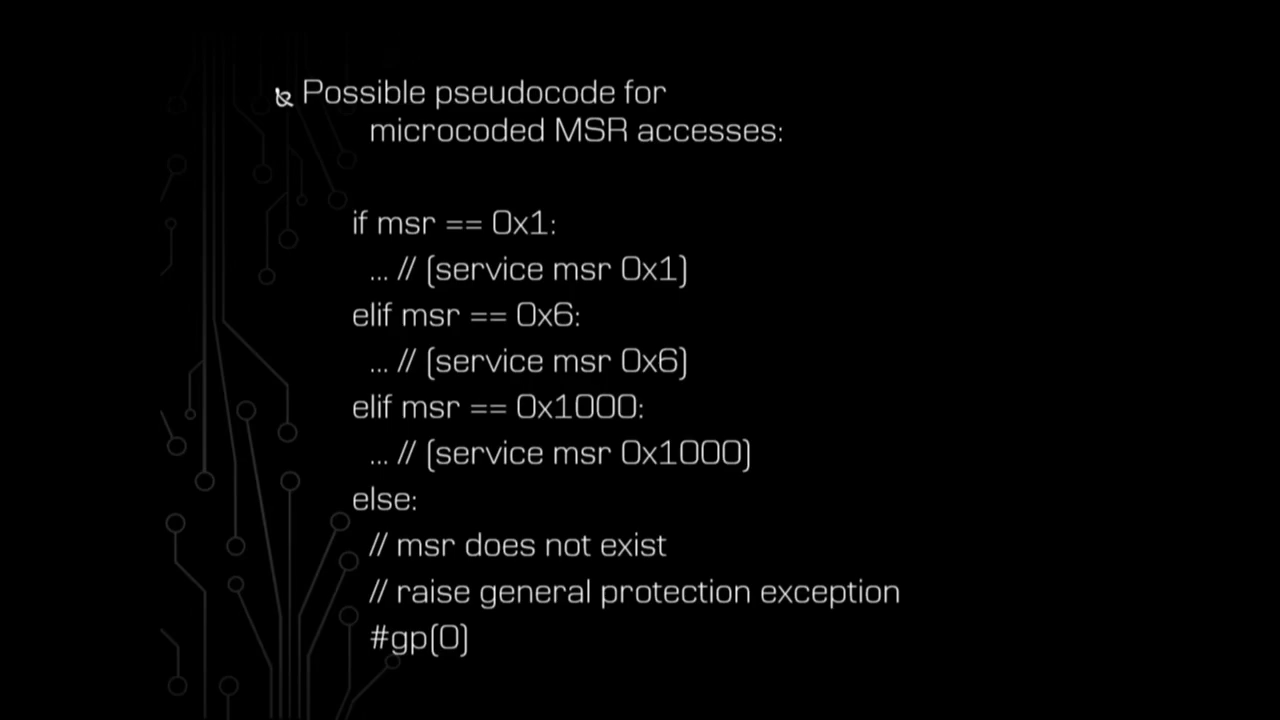 Possible pseudocode for
microcoded MSR accesses:
if msr == 0x1:
... // (service msr 0x1)
elif msr == 0x6:
... // (service msr 0x6)
elif msr == 0x1000:
... // (service msr 0x1000)
else:
// msr does not exist
// raise general protection exception
#gp(0)